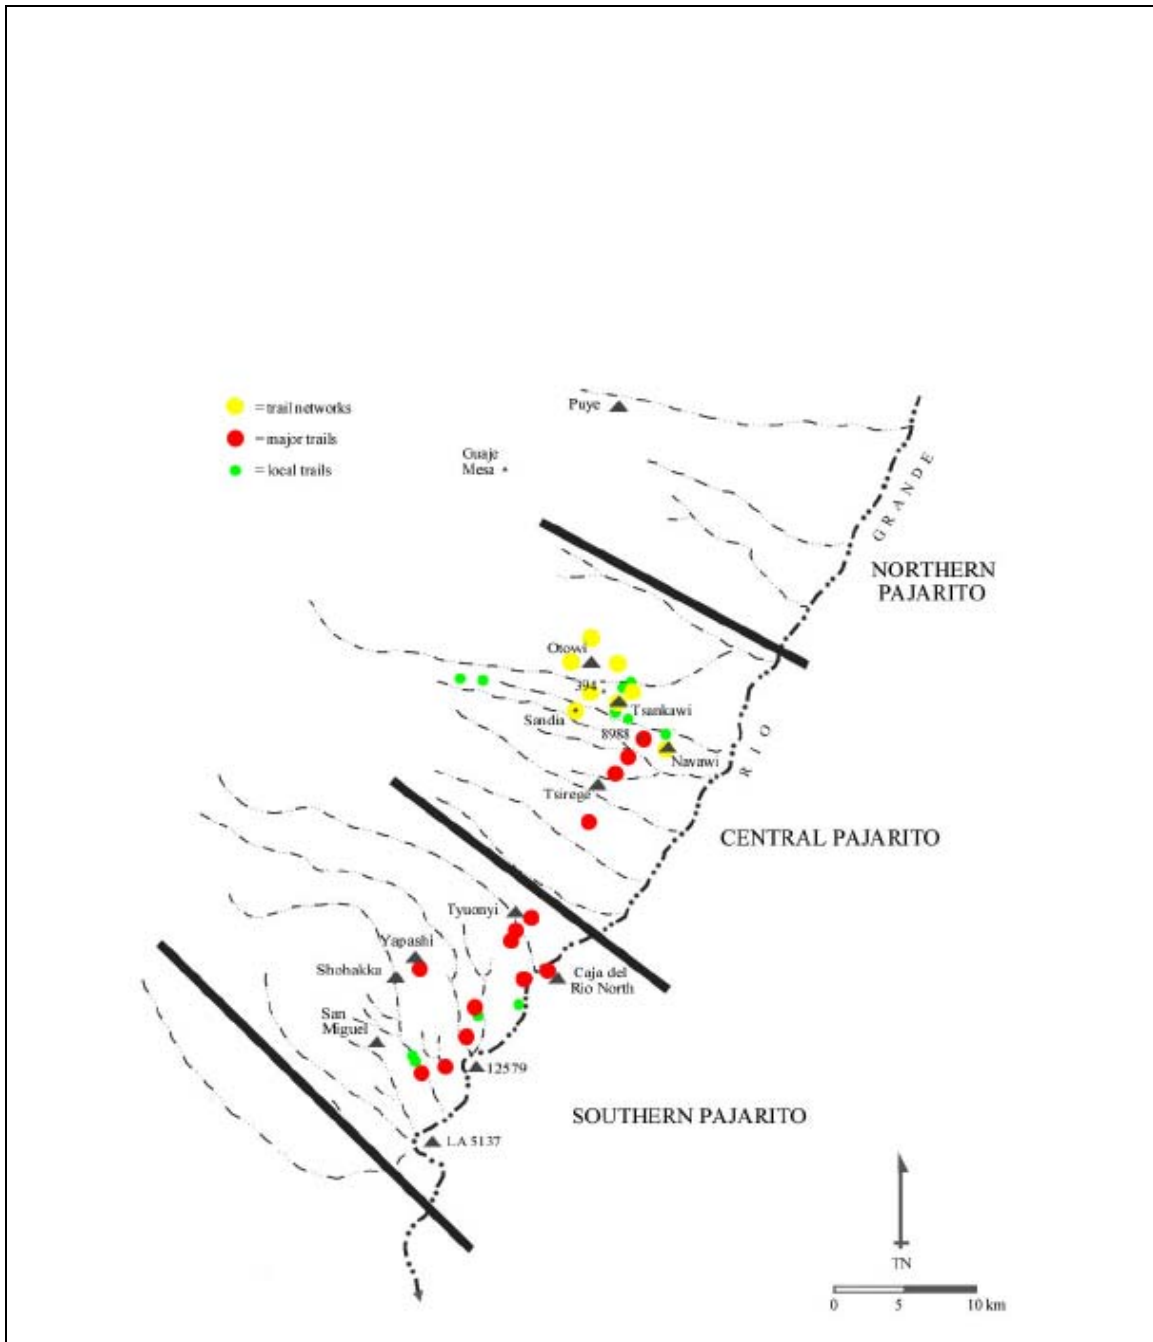 = trail networks
= major trails
= local trails
Puye
Guaje
Mesa
GRANDE
NORTHERN
PAJARITO
Otowi
394
Sandia
Tsankawi
8988
Navawi
RIO
Tsirege
CENTRAL PAJARITO
Tyuonyi
Yapashi
Shohakka
Caja del
Rio North
San
Miguel
12579
SOUTHERN PAJARITO
LA 5137
TN
0 5 10 km